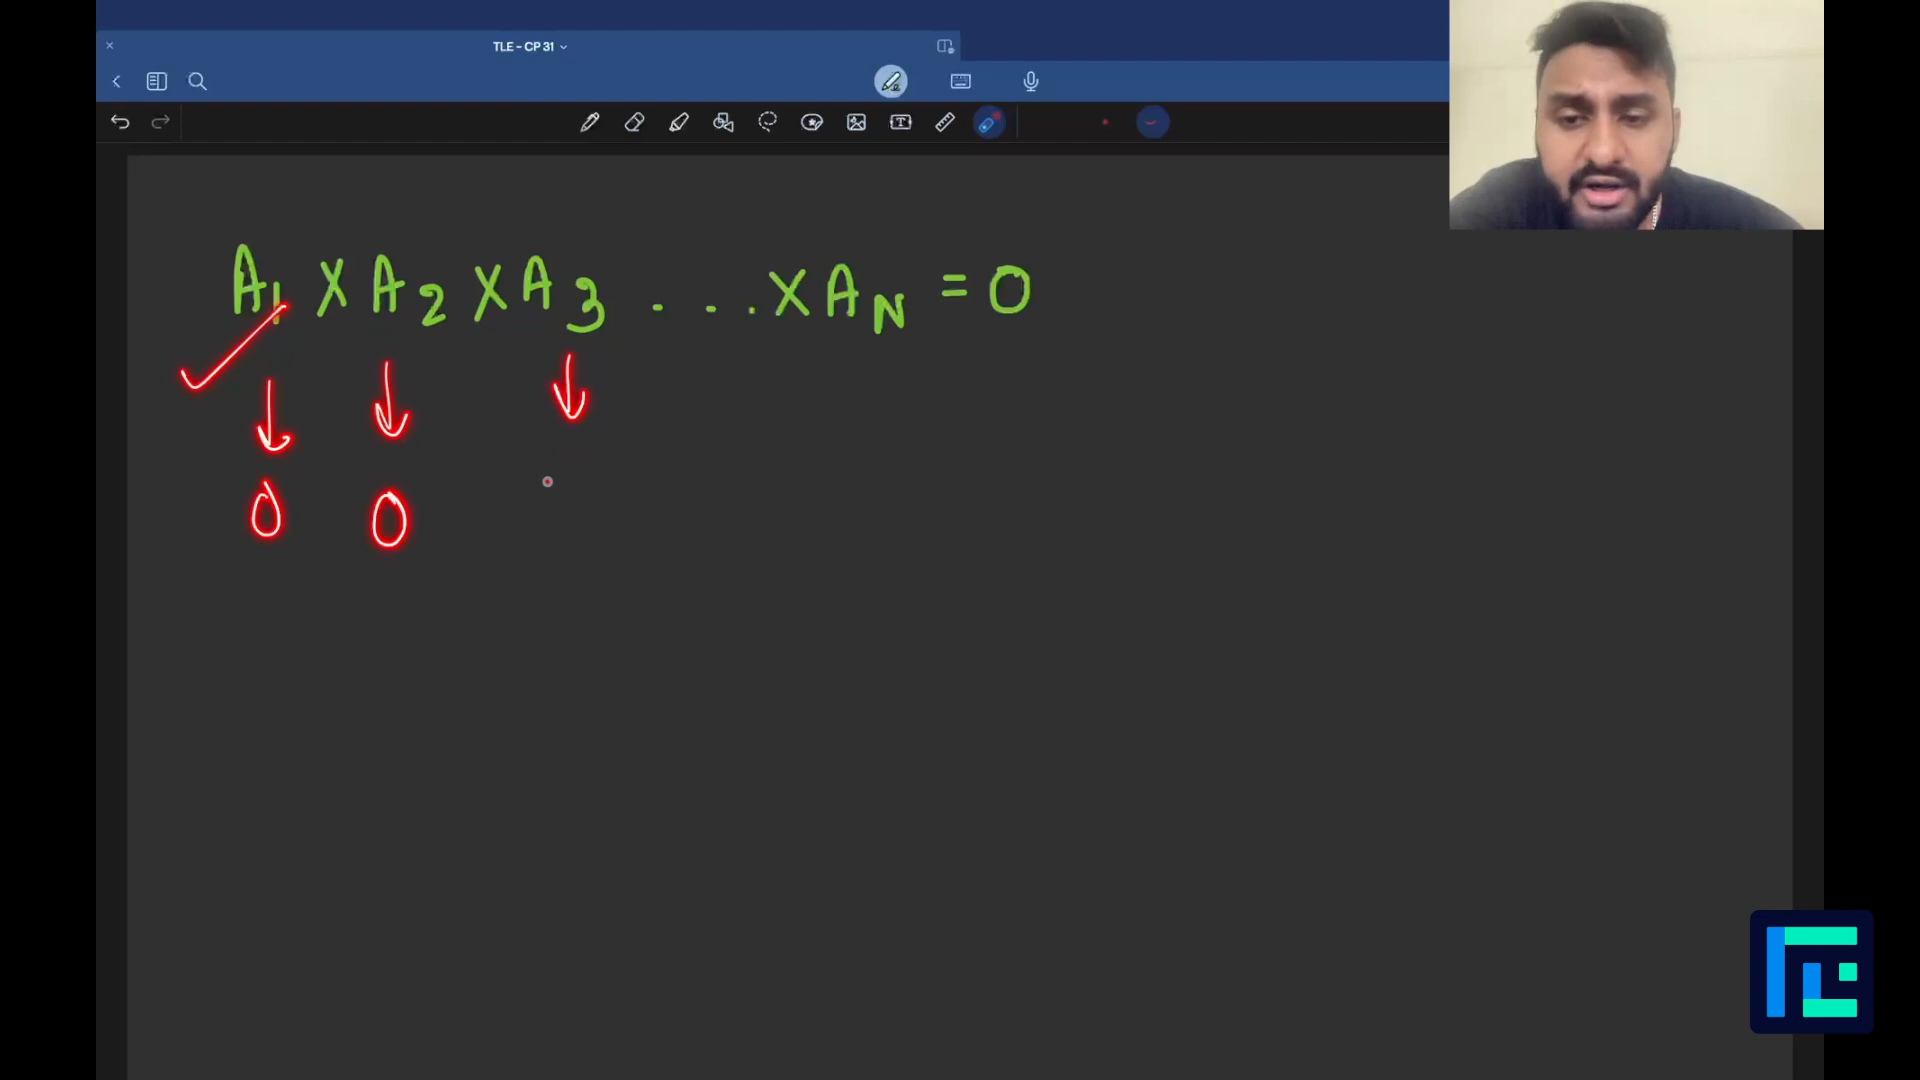 TLE - CP 31
A1 X A2 X A3 . . . . X AN = 0
0 0